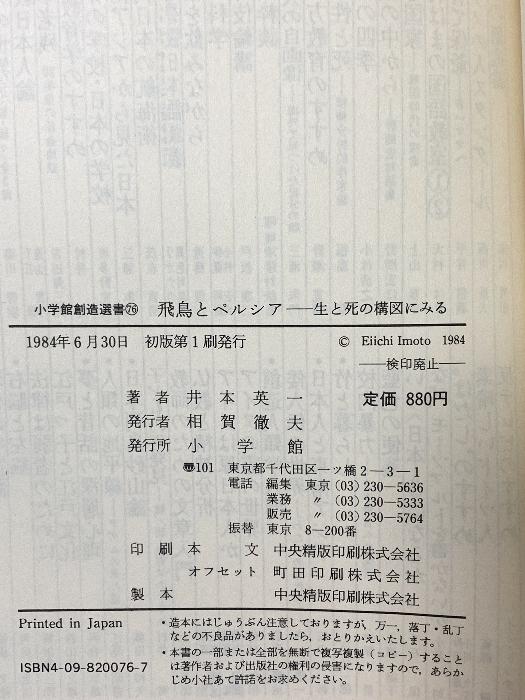 小学館創造選書76 飛鳥とペルシア――生と死の構図にみる
1984年6月30日 初版第1刷発行
© Eiichi Imoto 1984
――検印廃止――
著者 井本英一
定価 880円
発行者 相賀徹夫
発行所 小学館
〠101 東京都千代田区一ツ橋2―3―1
電話 編集 東京(03)230―5636
業務 〃 (03)230―5333
販売 〃 (03)230―5764
振替 東京 8―200番
印刷 本文 中央精版印刷株式会社
オフセット 町田印刷株式会社
製本 中央精版印刷株式会社
Printed in Japan
ISBN4-09-820076-7
・造本にはじゅうぶん注意しておりますが,万一,落丁・乱丁
などの不良品がありましたら,おとりかえいたします。
・本書の一部または全部を無断で複写複製(コピー)すること
は著作者および出版社の権利の侵害になりますので,あらか
じめ小社あて許諾をお求めください。